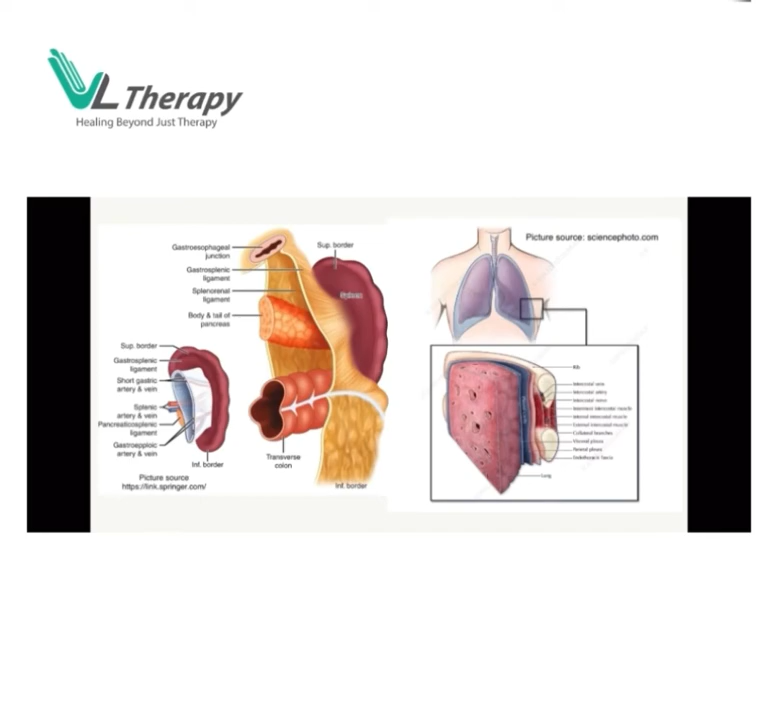 VL Therapy
Healing Beyond Just Therapy
Gastroesophageal
junction
Gastrosplenic
ligament
Splenorenal
ligament
Body & tail of
pancreas
Sup. border
Spleen
Transverse
colon
Inf. border
Sup. border
Gastrosplenic
ligament
Short gastric
artery & vein
Splenic
artery & vein
Pancreaticosplenic
ligament
Gastroepiploic
artery & vein
Inf. border
Picture source
https://link.springer.com/
Picture source: sciencephoto.com
Rib
Intercostal vein
Intercostal artery
Intercostal nerve
Innermost intercostal muscle
Internal intercostal muscle
External intercostal muscle
Collateral branches
Visceral pleura
Parietal pleura
Endothoracic fascia
Lung